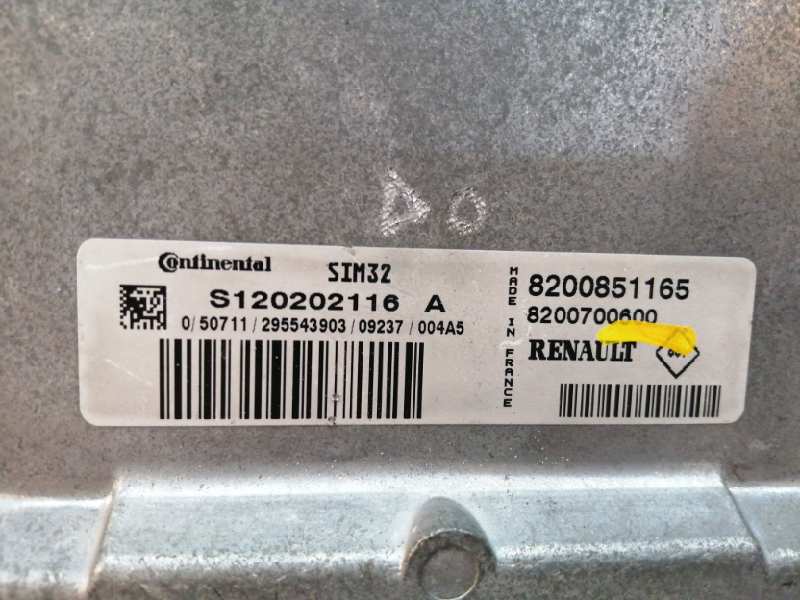 Continental SIM32
S120202116 A
0/50711/295543903/09237/004A5
MADE IN FRANCE
8200851165
8200700600
RENAULT